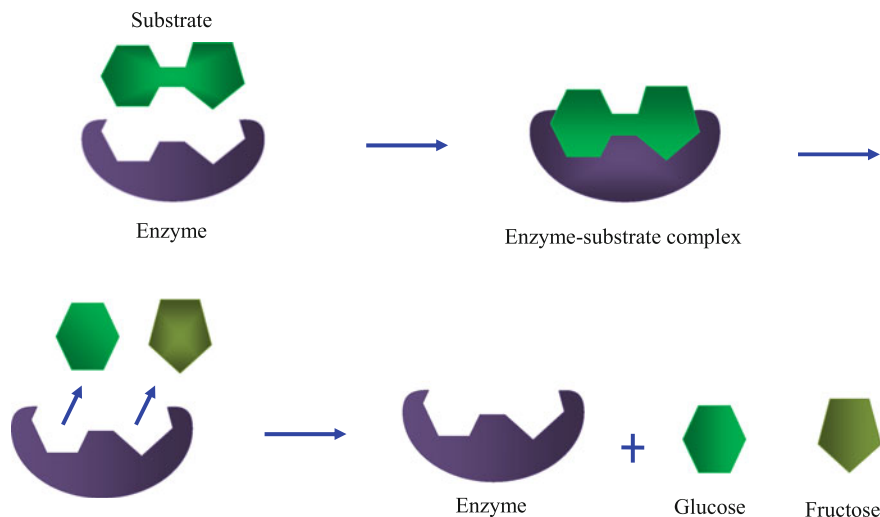 Substrate
Enzyme
Enzyme-substrate complex
+
Enzyme
Glucose
Fructose